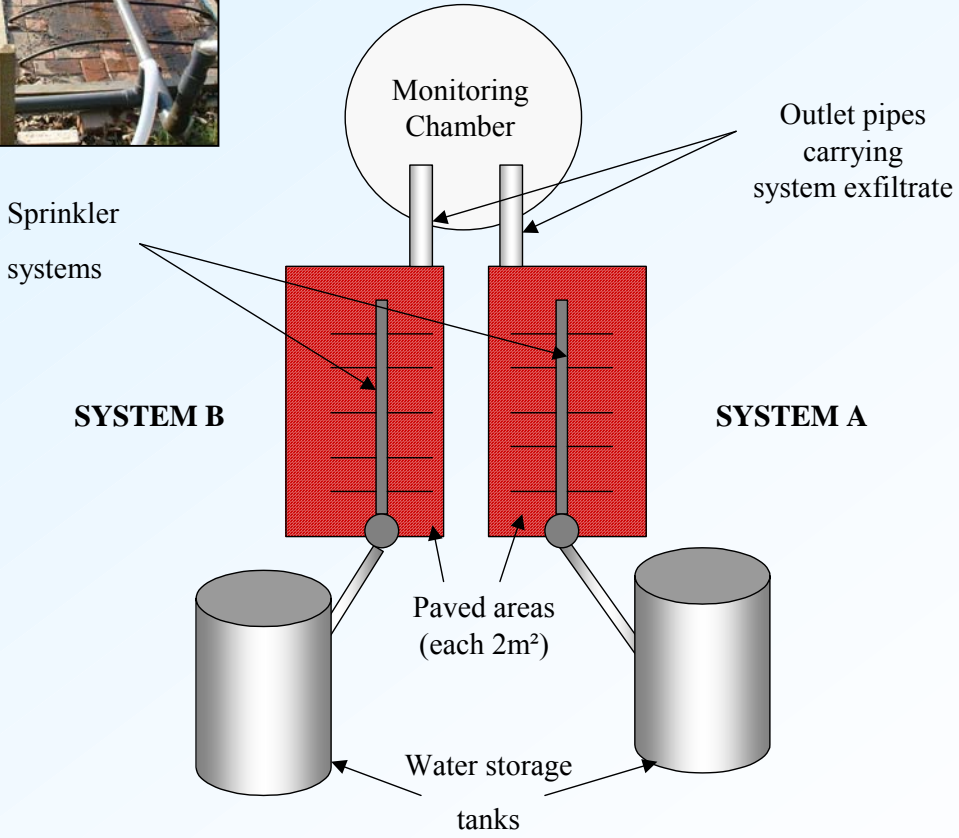 Monitoring
Chamber
Outlet pipes
carrying
system exfiltrate
Sprinkler
systems
SYSTEM B
SYSTEM A
Paved areas
(each 2m²)
Water storage
tanks